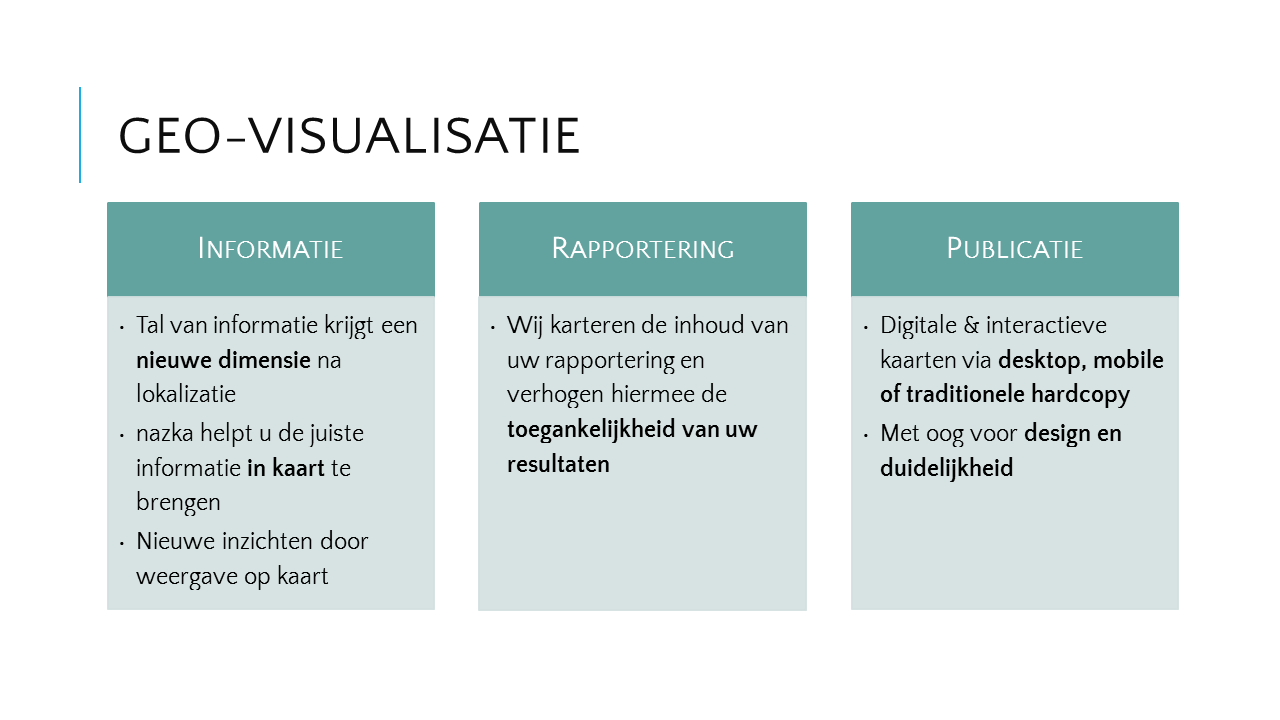 GEO-VISUALISATIE
INFORMATIE
• Tal van informatie krijgt een
nieuwe dimensie na
lokalizatie
• nazka helpt u de juiste
informatie in kaart te
brengen
• Nieuwe inzichten door
weergave op kaart
RAPPORTERING
• Wij karteren de inhoud van
uw rapportering en
verhogen hiermee de
toegankelijkheid van uw
resultaten
PUBLICATIE
• Digitale & interactieve
kaarten via desktop, mobile
of traditionele hardcopy
• Met oog voor design en
duidelijkheid